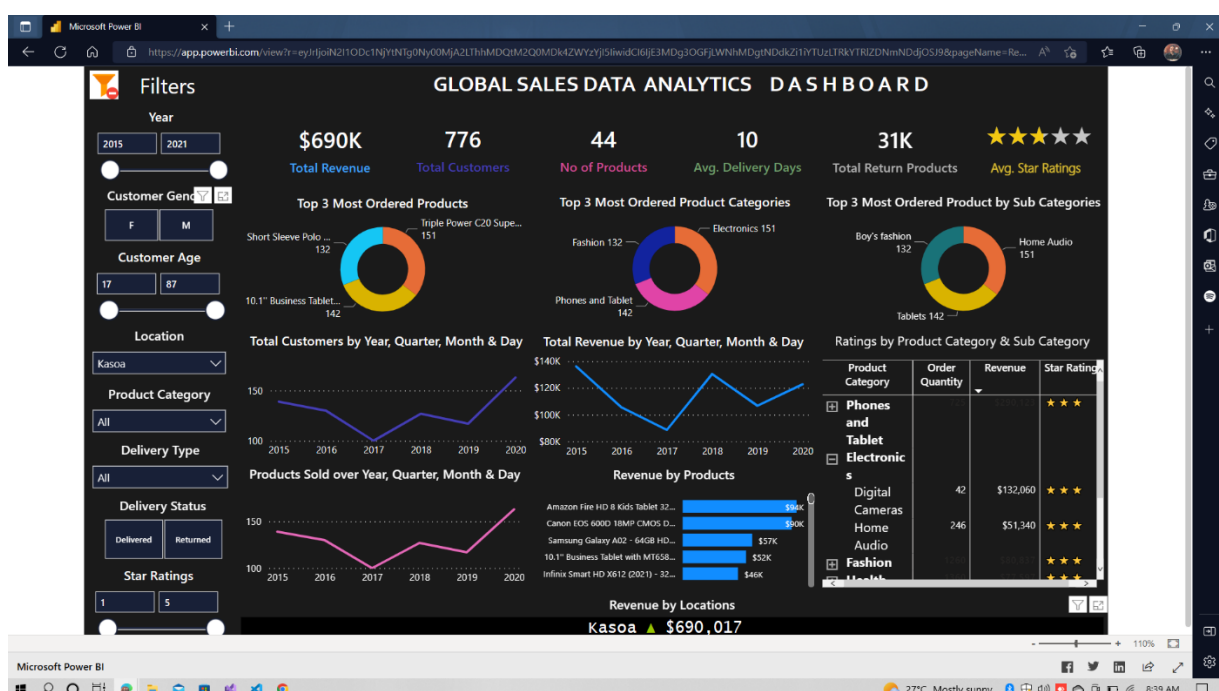 Microsoft Power BI
Filters
GLOBAL SALES DATA ANALYTICS DASHBOARD
Year
2015 2021
$690K 776 44 10 31K
Total Revenue Total Customers No of Products Avg. Delivery Days Total Return Products Avg. Star Ratings
Customer Gend
F M
Customer Age
17 87
Location
Kasoa
Product Category
All
Delivery Type
All
Delivery Status
Delivered Returned
Star Ratings
1 5
Top 3 Most Ordered Products
Triple Power C20 Supe...
151
Short Sleeve Polo ...
132
10.1" Business Tablet...
142
Top 3 Most Ordered Product Categories
Electronics 151
Fashion 132
Phones and Tablet
142
Top 3 Most Ordered Product by Sub Categories
Boy's fashion
132
Home Audio
151
Tablets 142
Total Customers by Year, Quarter, Month & Day
150
100
2015 2016 2017 2018 2019 2020
Total Revenue by Year, Quarter, Month & Day
$140K
$120K
$100K
$80K
2015 2016 2017 2018 2019 2020
Ratings by Product Category & Sub Category
Product Category Order Quantity Revenue Star Rating
Phones
and
Tablet
Electronic
s
Digital 42 $132,060
Cameras
Home 246 $51,340
Audio
Fashion
Health
Products Sold over Year, Quarter, Month & Day
150
100
2015 2016 2017 2018 2019 2020
Revenue by Products
Amazon Fire HD 8 Kids Tablet 32... $94K
Canon EOS 600D 18MP CMOS D... $90K
Samsung Galaxy A02 - 64GB HD... $57K
10.1" Business Tablet with MT658... $52K
Infinix Smart HD X612 (2021) - 32... $46K
Revenue by Locations
Kasoa ▲ $690,017
110%
Microsoft Power BI
27°C Mostly sunny
8:39 AM